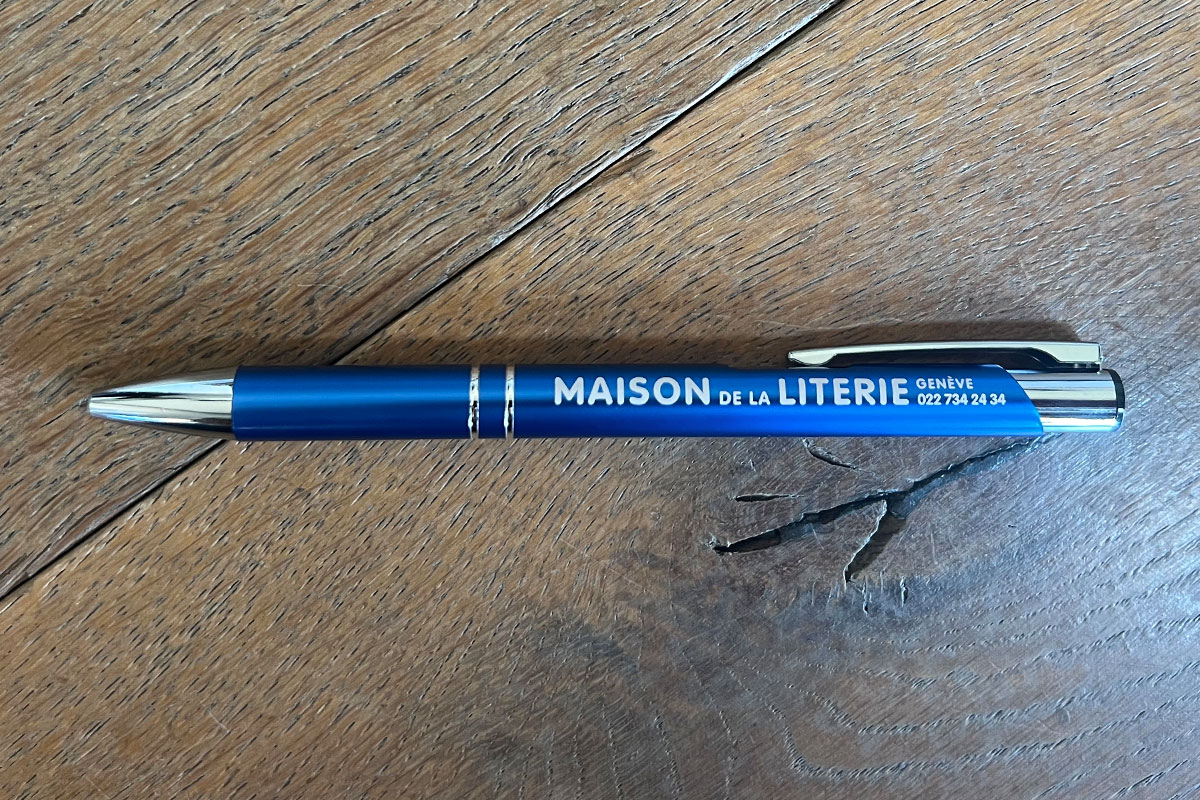 MAISON DE LA LITERIE GENÈVE
022 734 24 34